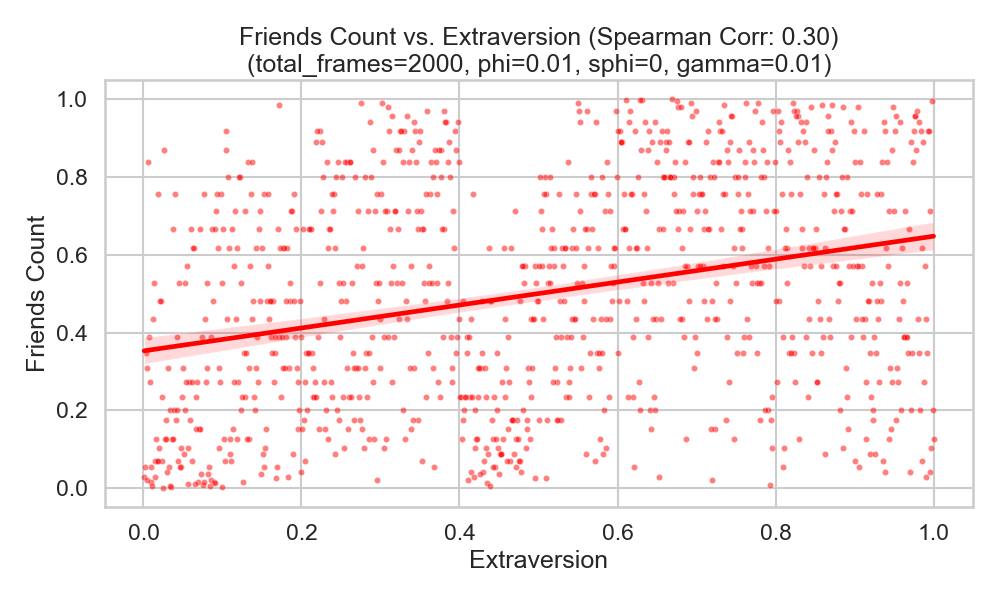 Friends Count vs. Extraversion (Spearman Corr: 0.30)
(total_frames=2000, phi=0.01, sphi=0, gamma=0.01)
1.0
0.8
0.6
0.4
0.2
0.0
Friends Count
0.0 0.2 0.4 0.6 0.8 1.0
Extraversion